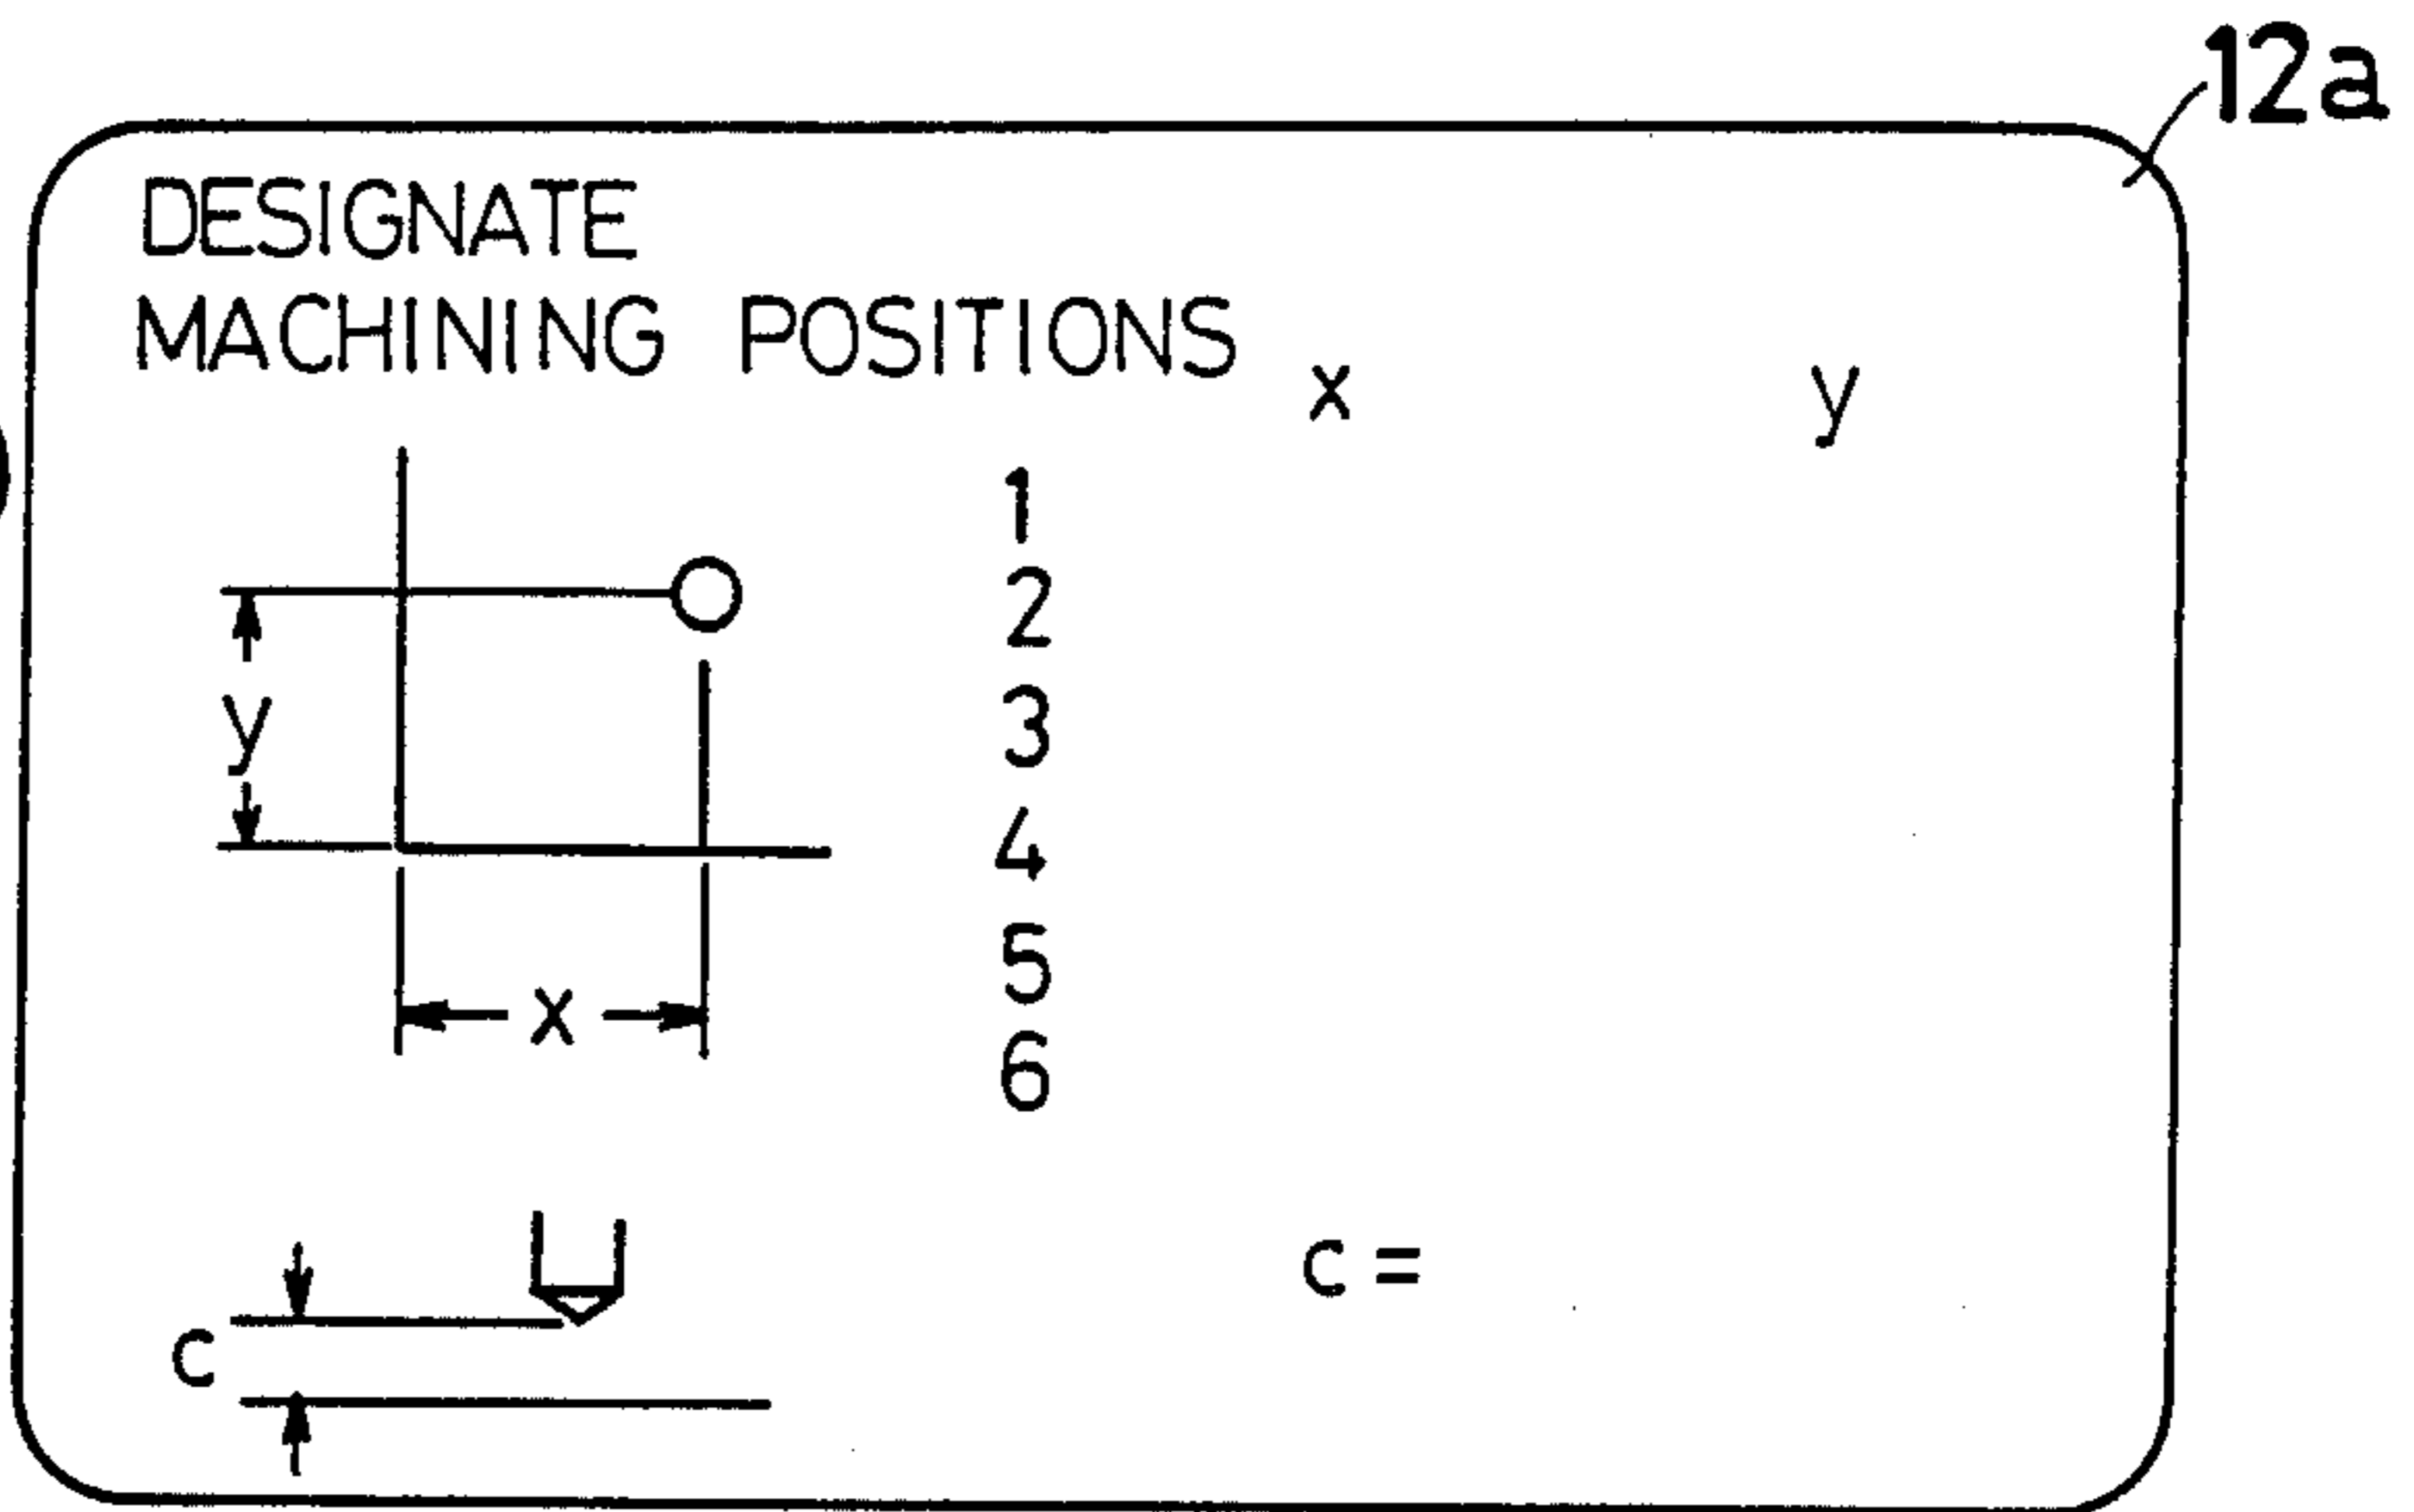 12a
DESIGNATE
MACHINING POSITIONS
x y
1
2
3
4
5
6
y
x
c
c =